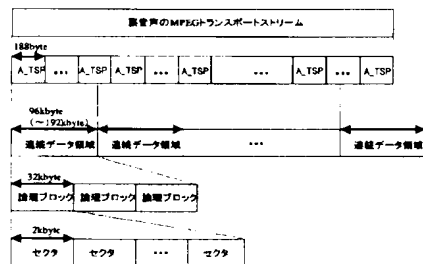 裏音声のMPEGトランスポートストリーム
188byte
A_TSP ... A_TSP A_TSP ... A_TSP ... A_TSP ... A_TSP
96kbyte
(～192kbyte)
連続データ領域 連続データ領域 ... 連続データ領域
32kbyte
論理ブロック 論理ブロック 論理ブロック
2kbyte
セクタ セクタ ... セクタ